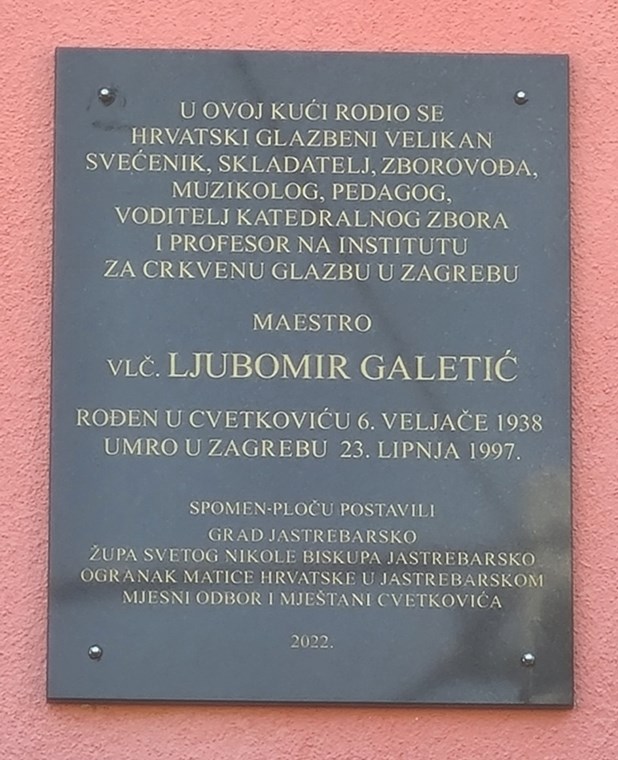 U OVOJ KUĆI RODIO SE
HRVATSKI GLAZBENI VELIKAN
SVEĆENIK, SKLADATELJ, ZBOROVOĐA,
MUZIKOLOG, PEDAGOG,
VODITELJ KATEDRALNOG ZBORA
I PROFESOR NA INSTITUTU
ZA CRKVENU GLAZBU U ZAGREBU
MAESTRO
VLČ. LJUBOMIR GALETIĆ
ROĐEN U CVETKOVIĆU 6. VELJAČE 1938
UMRO U ZAGREBU 23. LIPNJA 1997.
SPOMEN-PLOČU POSTAVILI
GRAD JASTREBARSKO
ŽUPA SVETOG NIKOLE BISKUPA JASTREBARSKO
OGRANAK MATICE HRVATSKE U JASTREBARSKOM
MJESNI ODBOR I MJEŠTANI CVETKOVIĆA
2022.